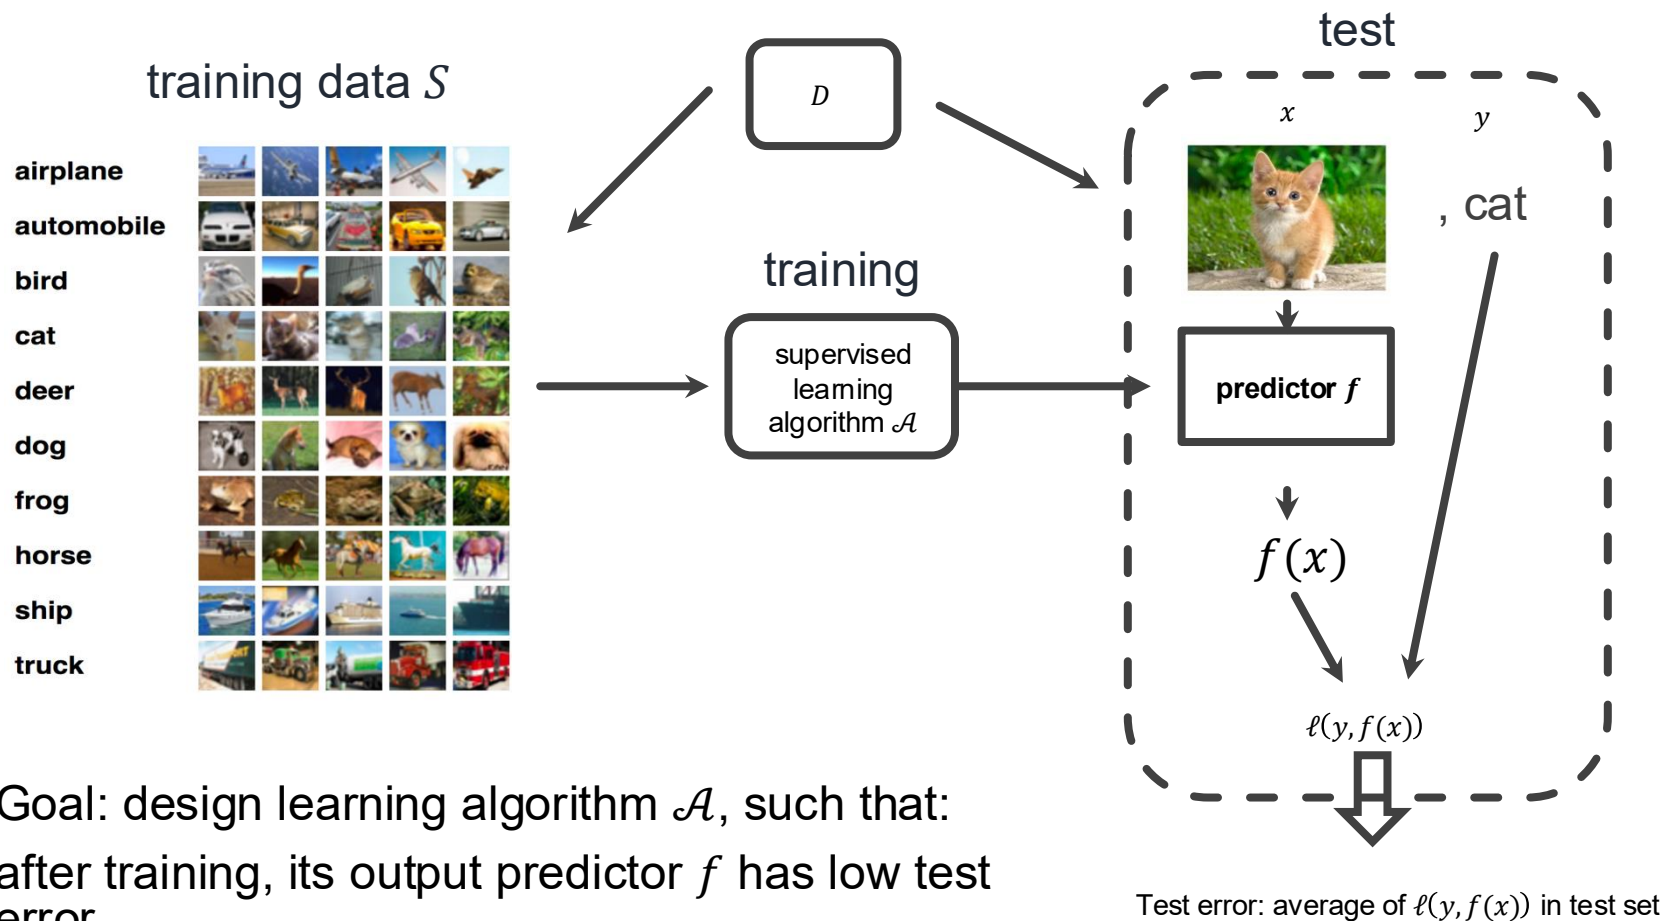 test
training data S
D
x
y
airplane
automobile
bird
cat
deer
dog
frog
horse
ship
truck
, cat
training
supervised
learning
algorithm 𝒜
predictor f
f(x)
ℓ(y, f(x))
Goal: design learning algorithm 𝒜, such that:
after training, its output predictor f has low test
error
Test error: average of ℓ(y, f(x)) in test set